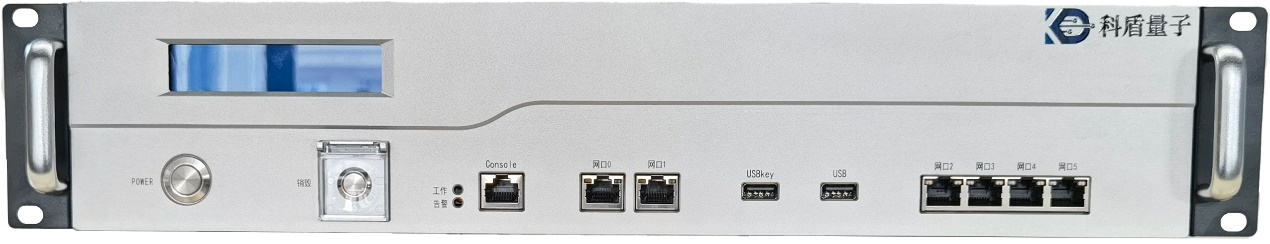 科盾量子
POWER
销毁
工作
告警
Console
网口0
网口1
USBkey
USB
网口2
网口3
网口4
网口5